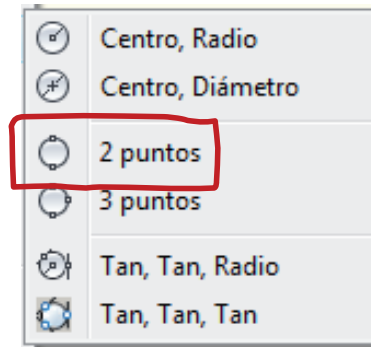 Centro, Radio
Centro, Diámetro
2 puntos
3 puntos
Tan, Tan, Radio
Tan, Tan, Tan